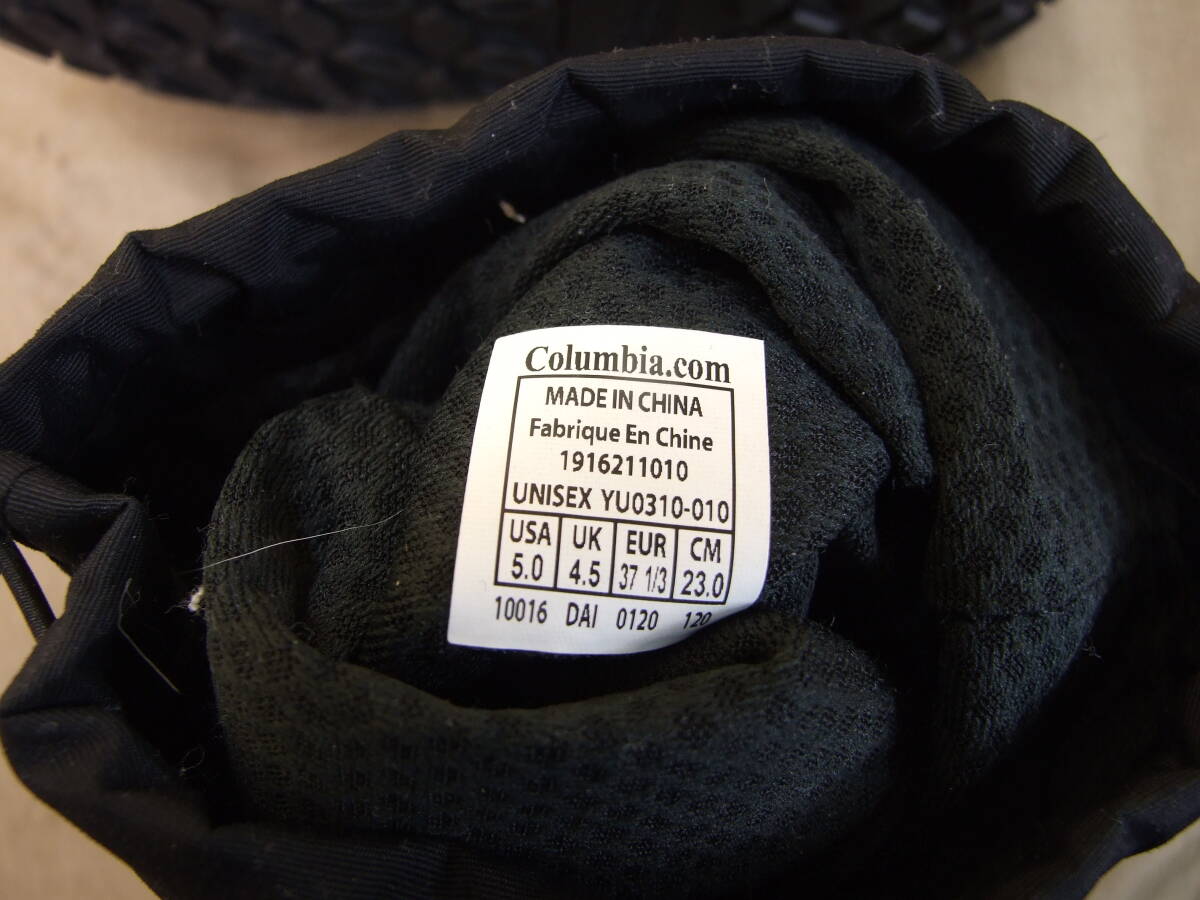 Columbia.com
MADE IN CHINA
Fabrique En Chine
1916211010
UNISEX YU0310-010
USA UK EUR CM
5.0 4.5 37 1/3 23.0
10016 DAI 0120 120